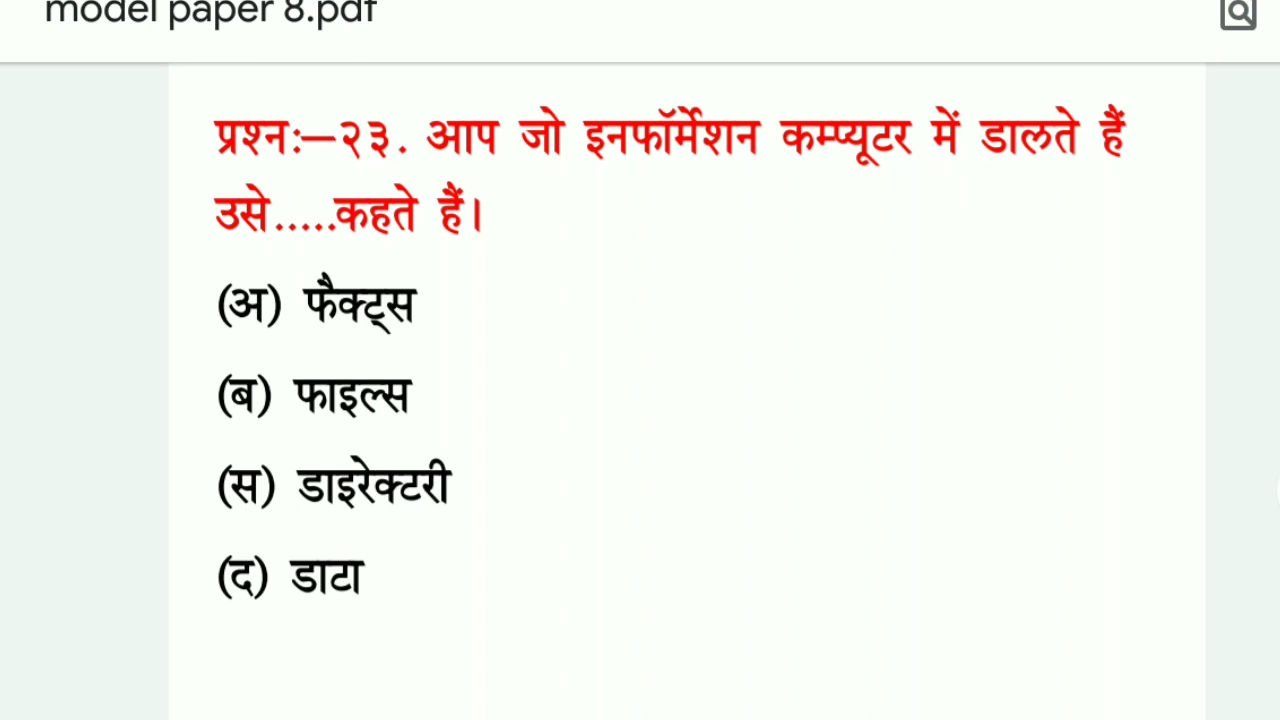 model paper 8.pdf
प्रश्नः–२३. आप जो इनफॉर्मेशन कम्प्यूटर में डालते हैं
उसे.....कहते हैं।
(अ) फैक्ट्स
(ब) फाइल्स
(स) डाइरेक्टरी
(द) डाटा